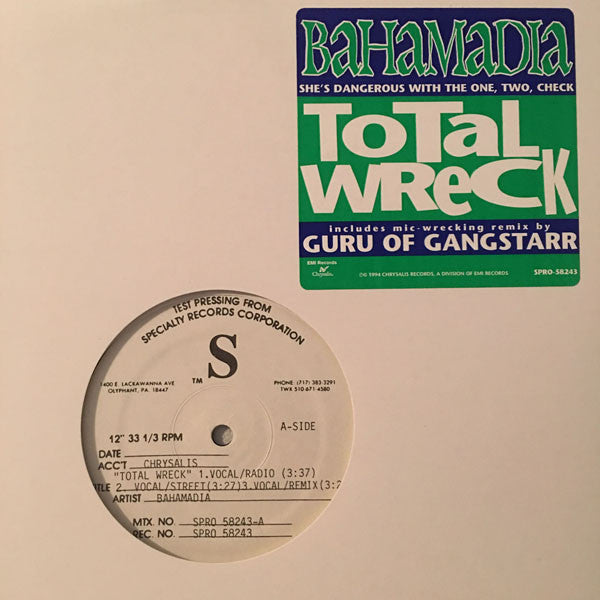 BAHAMADIA
SHE'S DANGEROUS WITH THE ONE, TWO, CHECK
TOTAL
WRECK
includes mic-wrecking remix by
GURU OF GANGSTARR
EMI Records
Chrysalis
℗ 1994 CHRYSALIS RECORDS, A DIVISION OF EMI RECORDS
SPRO-58243
TEST PRESSING FROM
SPECIALTY RECORDS CORPORATION
S
TM
1400 E. LACKAWANNA AVE
OLYPHANT, PA. 18447
PHONE: (717) 383-3291
TWX 510-671-4580
12" 33 1/3 RPM
A-SIDE
DATE
ACC'T CHRYSALIS
"TOTAL WRECK" 1.VOCAL/RADIO (3:37)
TLE 2. VOCAL/STREET(3:27)3.VOCAL/REMIX(3:2
ARTIST BAHAMADIA
MTX. NO. SPRO 58243-A
REC. NO. SPRO 58243